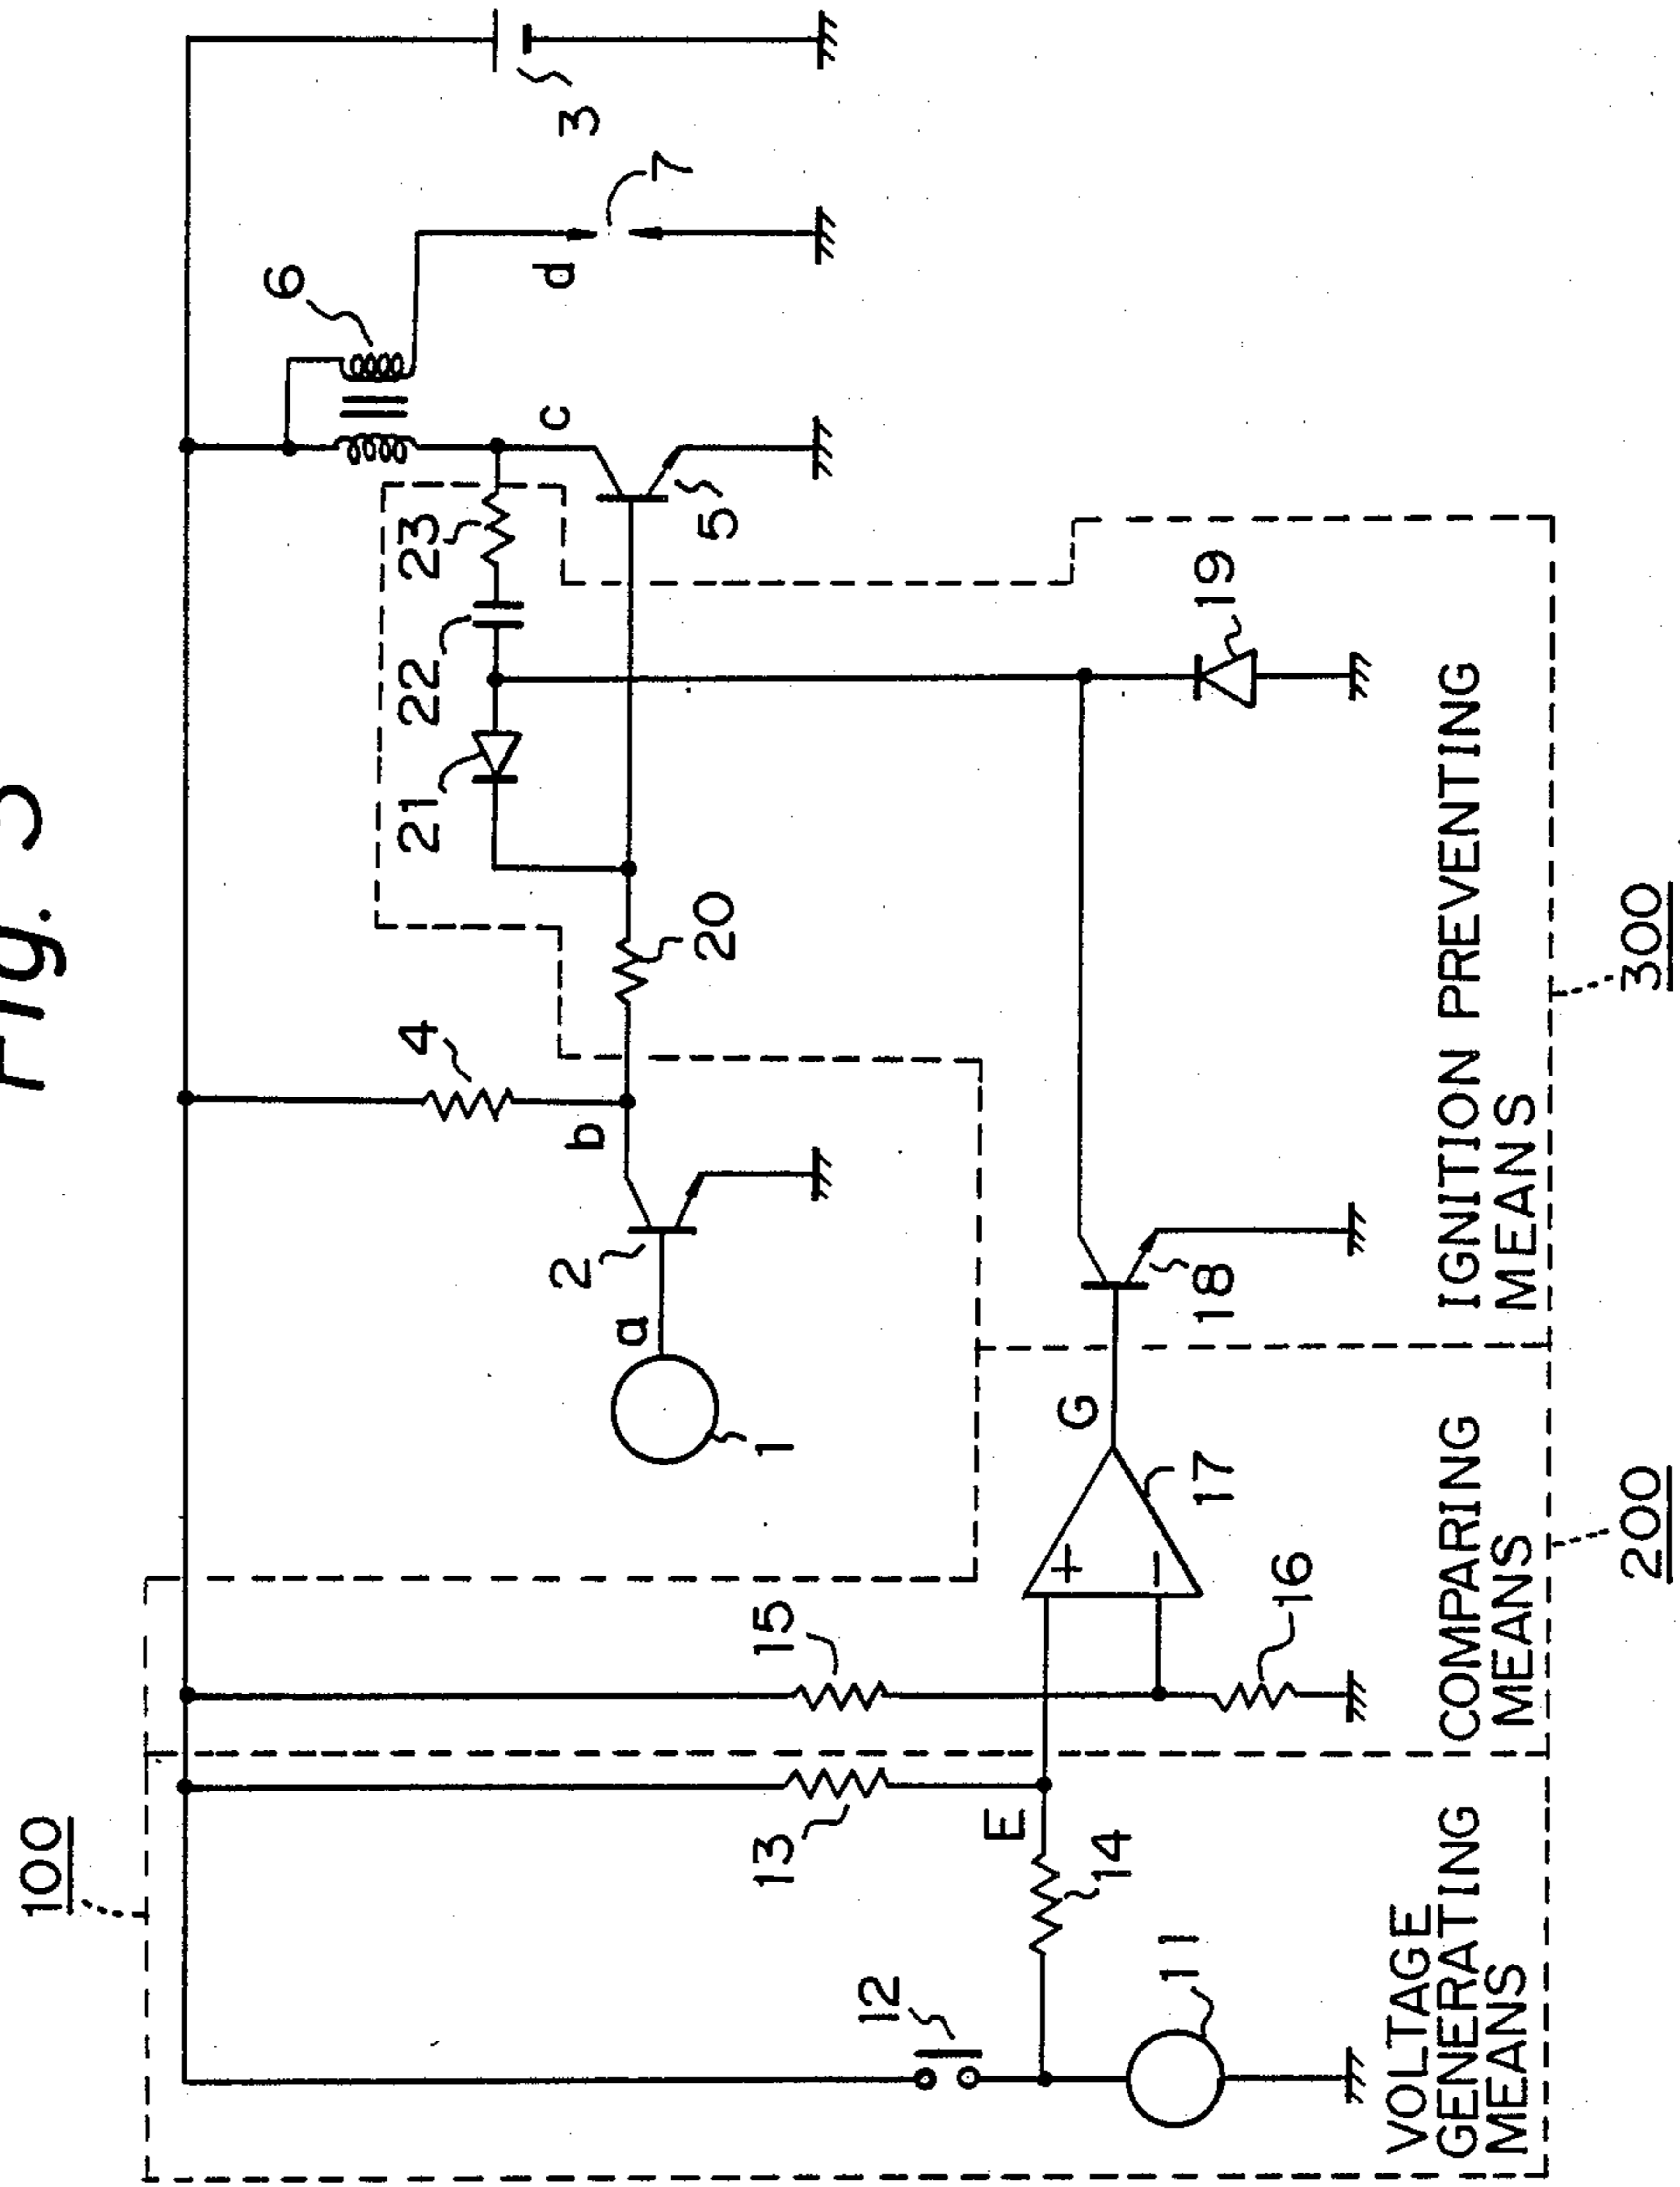 Fig.
100
6
4
21
22
23
c
d
3
7
b
2
a
1
20
5
13
15
12
E
14
11
+
−
17
16
G
18
19
VOLTAGE
GENERATING
MEANS
COMPARING
MEANS
IGNITION PREVENTING
MEANS
200
300